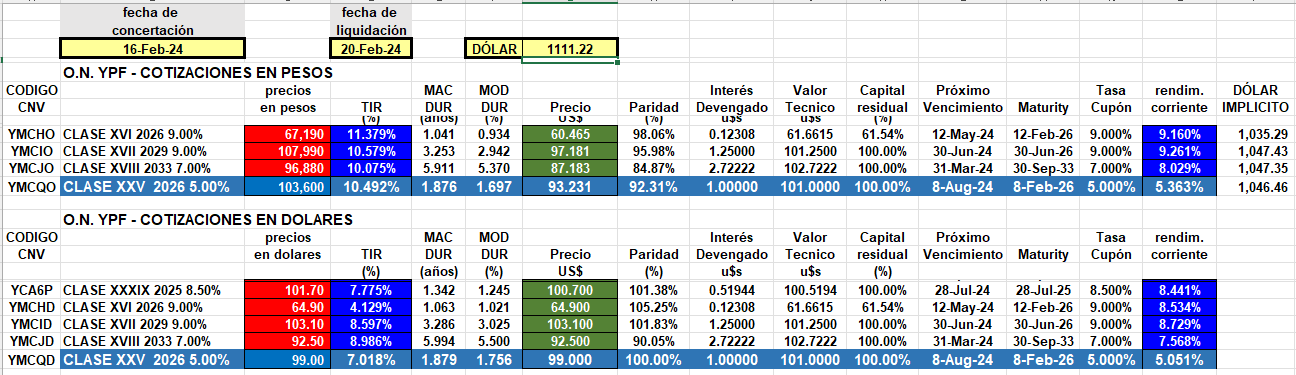 fecha de fecha de
concertación liquidación
16-Feb-24 20-Feb-24 DÓLAR 1111.22
O.N. YPF - COTIZACIONES EN PESOS
CODIGO precios MAC MOD Interés Valor Capital Próximo Tasa rendim. DÓLAR
CNV en pesos TIR DUR DUR Precio Paridad Devengado Tecnico residual Vencimiento Maturity Cupón corriente IMPLICITO
(%) (años) (%) US$ (%) u$s u$s (%)
YMCHO CLASE XVI 2026 9.00% 67,190 11.379% 1.041 0.934 60.465 98.06% 0.12308 61.6615 61.54% 12-May-24 12-Feb-26 9.000% 9.160% 1,035.29
YMCIO CLASE XVII 2029 9.00% 107,990 10.579% 3.253 2.942 97.181 95.98% 1.25000 101.2500 100.00% 30-Jun-24 30-Jun-26 9.000% 9.261% 1,047.43
YMCJO CLASE XVIII 2033 7.00% 96,880 10.075% 5.911 5.370 87.183 84.87% 2.72222 102.7222 100.00% 31-Mar-24 30-Sep-33 7.000% 8.029% 1,047.35
YMCQO CLASE XXV 2026 5.00% 103,600 10.492% 1.876 1.697 93.231 92.31% 1.00000 101.0000 100.00% 8-Aug-24 8-Feb-26 5.000% 5.363% 1,046.46
O.N. YPF - COTIZACIONES EN DOLARES
CODIGO precios MAC MOD Interés Valor Capital Próximo Tasa rendim.
CNV en dolares TIR DUR DUR Precio Paridad Devengado Tecnico residual Vencimiento Maturity Cupón corriente
(%) (años) (%) US$ (%) u$s u$s (%)
YCA6P CLASE XXXIX 2025 8.50% 101.70 7.775% 1.342 1.245 100.700 101.38% 0.51944 100.5194 100.00% 28-Jul-24 28-Jul-25 8.500% 8.441%
YMCHD CLASE XVI 2026 9.00% 64.90 4.129% 1.063 1.021 64.900 105.25% 0.12308 61.6615 61.54% 12-May-24 12-Feb-26 9.000% 8.534%
YMCID CLASE XVII 2029 9.00% 103.10 8.597% 3.286 3.025 103.100 101.83% 1.25000 101.2500 100.00% 30-Jun-24 30-Jun-26 9.000% 8.729%
YMCJD CLASE XVIII 2033 7.00% 92.50 8.986% 5.994 5.500 92.500 90.05% 2.72222 102.7222 100.00% 31-Mar-24 30-Sep-33 7.000% 7.568%
YMCQD CLASE XXV 2026 5.00% 99.00 7.018% 1.879 1.756 99.000 100.00% 1.00000 101.0000 100.00% 8-Aug-24 8-Feb-26 5.000% 5.051%